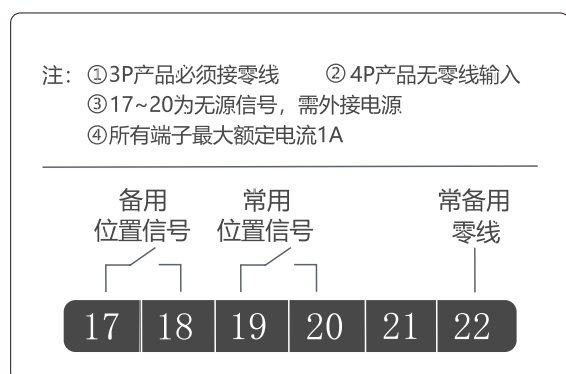 注：①3P产品必须接零线 ②4P产品无零线输入
③17~20为无源信号，需外接电源
④所有端子最大额定电流1A
备用 常用 常备用
位置信号 位置信号 零线
17 18 19 20 21 22